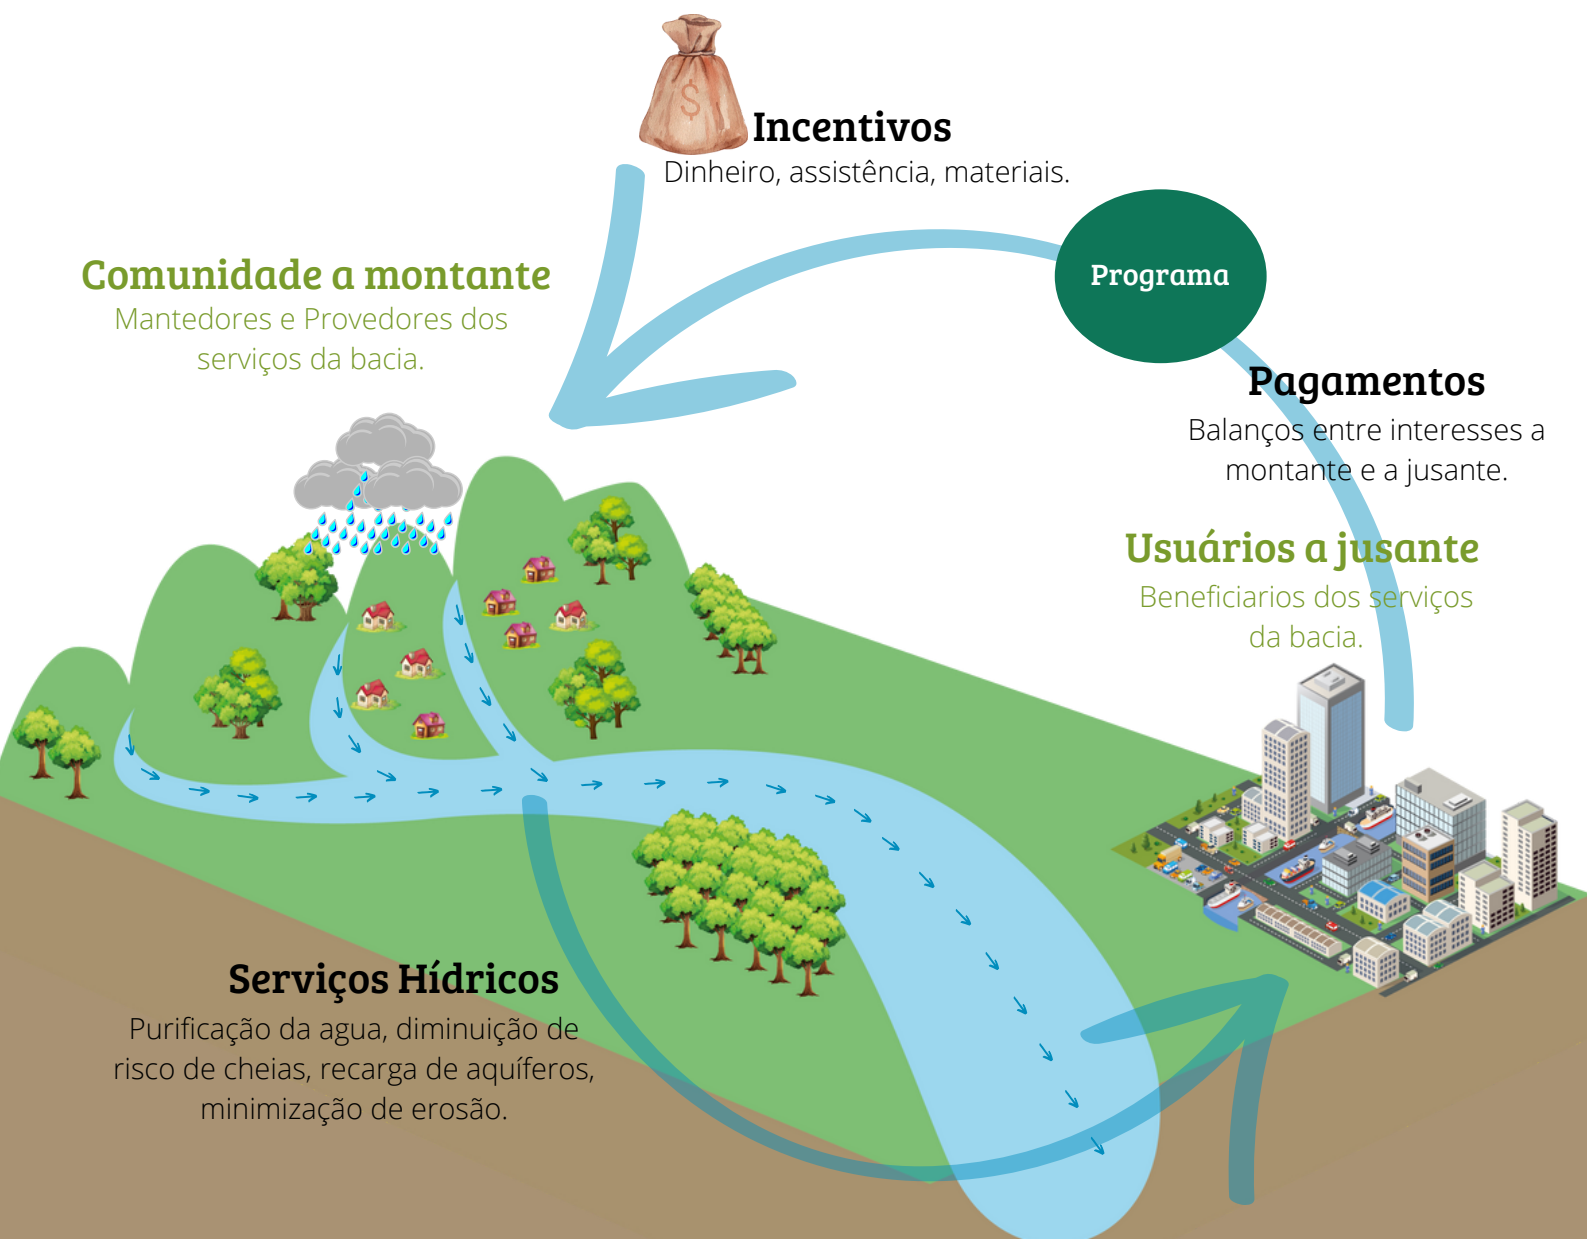 Incentivos
Dinheiro, assistência, materiais.
Programa
Comunidade a montante
Mantedores e Provedores dos
serviços da bacia.
Pagamentos
Balanços entre interesses a
montante e a jusante.
Usuários a jusante
Beneficiarios dos serviços
da bacia.
Serviços Hídricos
Purificação da agua, diminuição de
risco de cheias, recarga de aquíferos,
minimização de erosão.
$